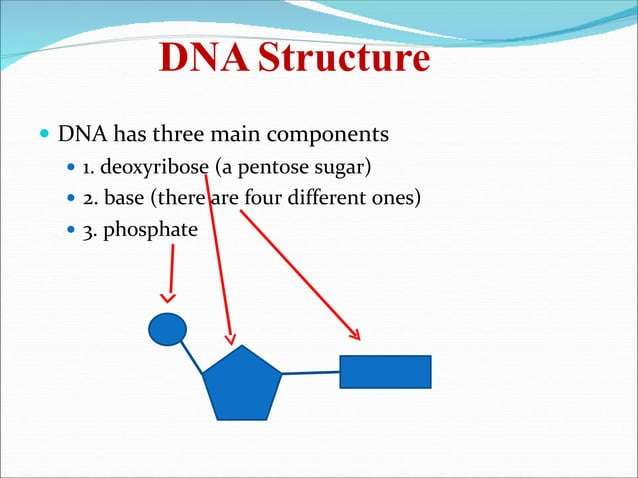 DNA Structure
DNA has three main components
1. deoxyribose (a pentose sugar)
2. base (there are four different ones)
3. phosphate